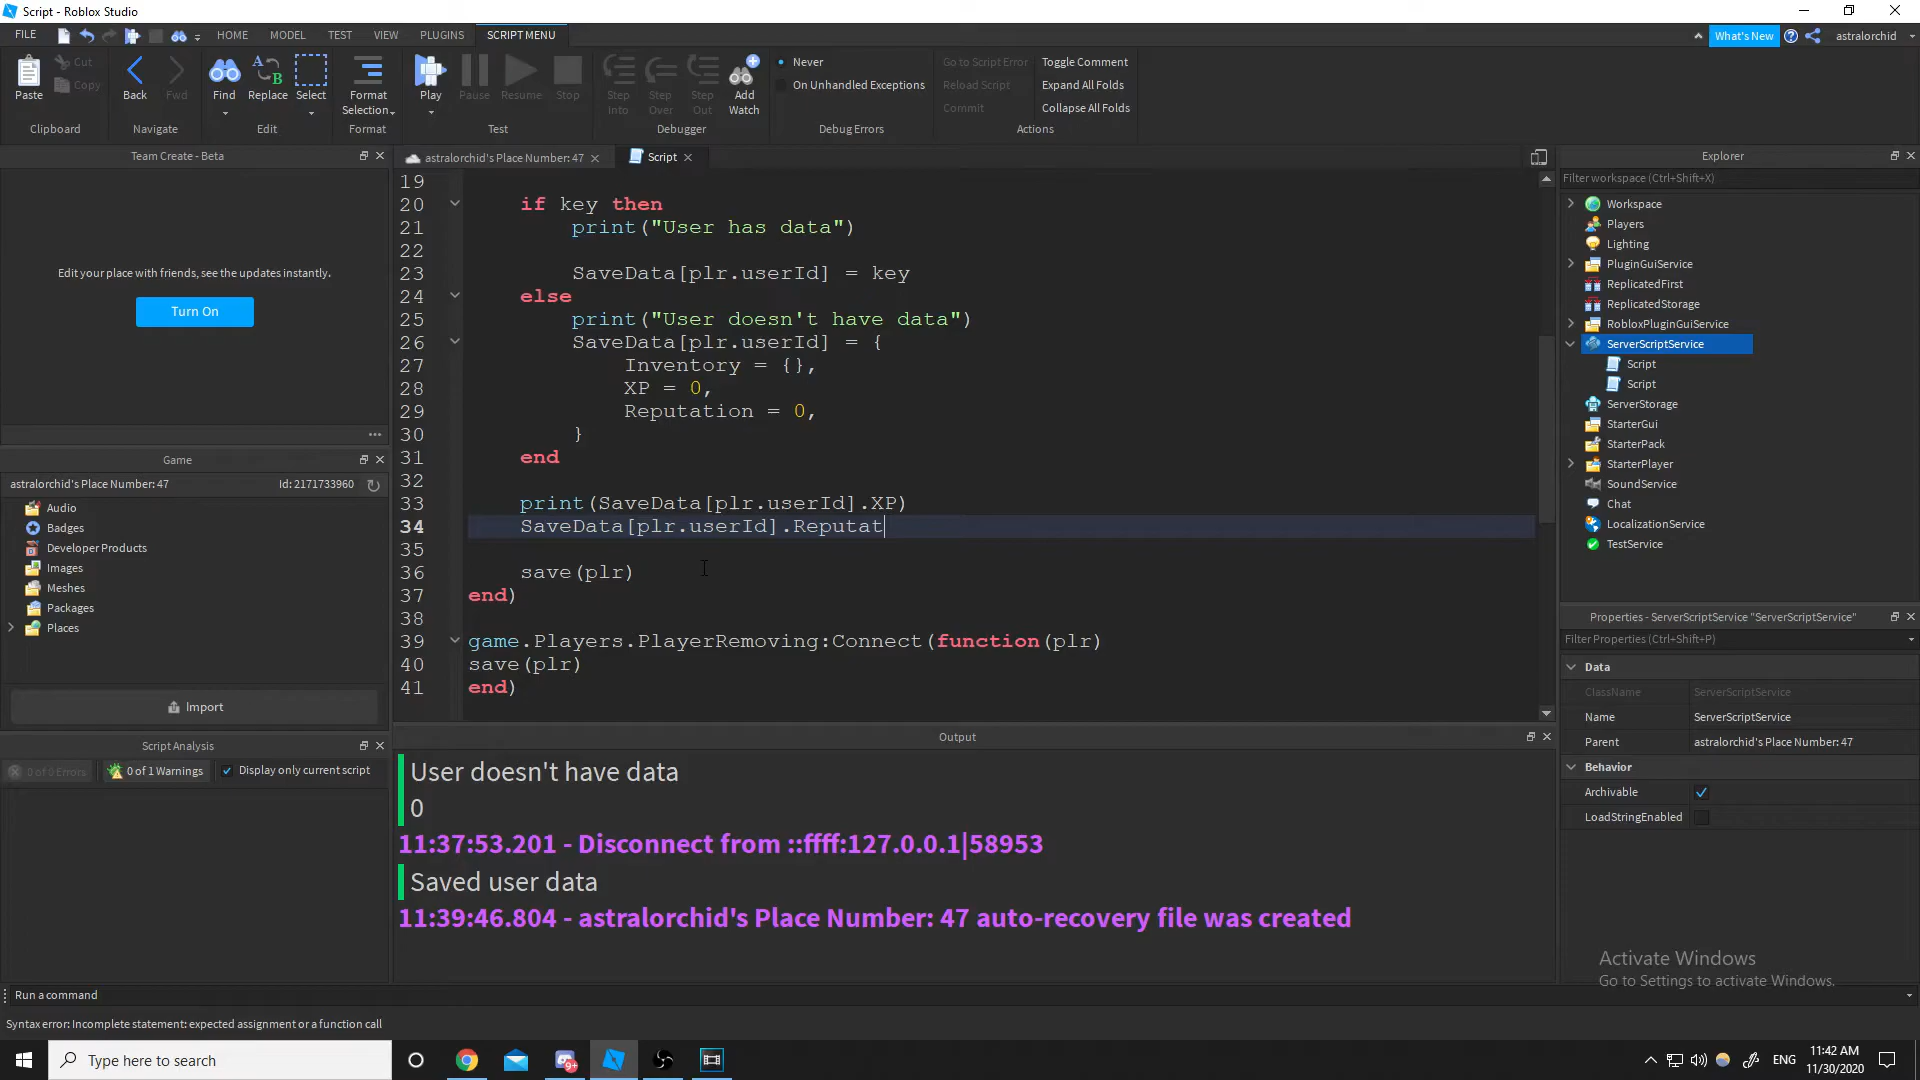 Script - Roblox Studio
FILE HOME MODEL TEST VIEW PLUGINS SCRIPT MENU What's New astralorchid
Paste Cut Copy Clipboard
Back Fwd Navigate
Find Replace Select Edit
Format Selection Format
Play Pause Resume Stop Test
Step Into Step Over Step Out Add Watch Debugger
Never
On Unhandled Exceptions
Debug Errors
Go to Script Error Toggle Comment
Reload Script Expand All Folds
Commit Collapse All Folds
Actions
Team Create - Beta
Edit your place with friends, see the updates instantly.
Turn On
Game
astralorchid's Place Number: 47 Id: 2171733960
Audio
Badges
Developer Products
Images
Meshes
Packages
Places
Import
Script Analysis
0 of 0 Errors 0 of 1 Warnings Display only current script
astralorchid's Place Number: 47 Script
19
20 if key then
21 print("User has data")
22
23 SaveData[plr.userId] = key
24 else
25 print("User doesn't have data")
26 SaveData[plr.userId] = {
27 Inventory = {},
28 XP = 0,
29 Reputation = 0,
30 }
31 end
32
33 print(SaveData[plr.userId].XP)
34 SaveData[plr.userId].Reputat
35
36 save(plr)
37 end)
38
39 game.Players.PlayerRemoving:Connect(function(plr)
40 save(plr)
41 end)
Output
User doesn't have data
0
11:37:53.201 - Disconnect from ::ffff:127.0.0.1|58953
Saved user data
11:39:46.804 - astralorchid's Place Number: 47 auto-recovery file was created
Explorer
Filter workspace (Ctrl+Shift+X)
Workspace
Players
Lighting
PluginGuiService
ReplicatedFirst
ReplicatedStorage
RobloxPluginGuiService
ServerScriptService
Script
Script
ServerStorage
StarterGui
StarterPack
StarterPlayer
SoundService
Chat
LocalizationService
TestService
Properties - ServerScriptService "ServerScriptService"
Filter Properties (Ctrl+Shift+P)
Data
ClassName ServerScriptService
Name ServerScriptService
Parent astralorchid's Place Number: 47
Behavior
Archivable
LoadStringEnabled
Activate Windows
Go to Settings to activate Windows.
Run a command
Syntax error: Incomplete statement: expected assignment or a function call
Type here to search
ENG
11:42 AM
11/30/2020